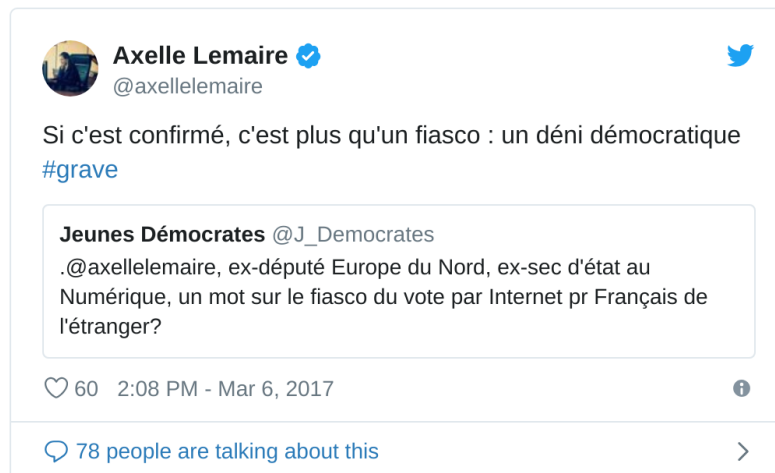 Axelle Lemaire
@axellelemaire
Si c'est confirmé, c'est plus qu'un fiasco : un déni démocratique
#grave
Jeunes Démocrates @J_Democrates
.@axellelemaire, ex-député Europe du Nord, ex-sec d'état au
Numérique, un mot sur le fiasco du vote par Internet pr Français de
l'étranger?
60 2:08 PM - Mar 6, 2017
78 people are talking about this